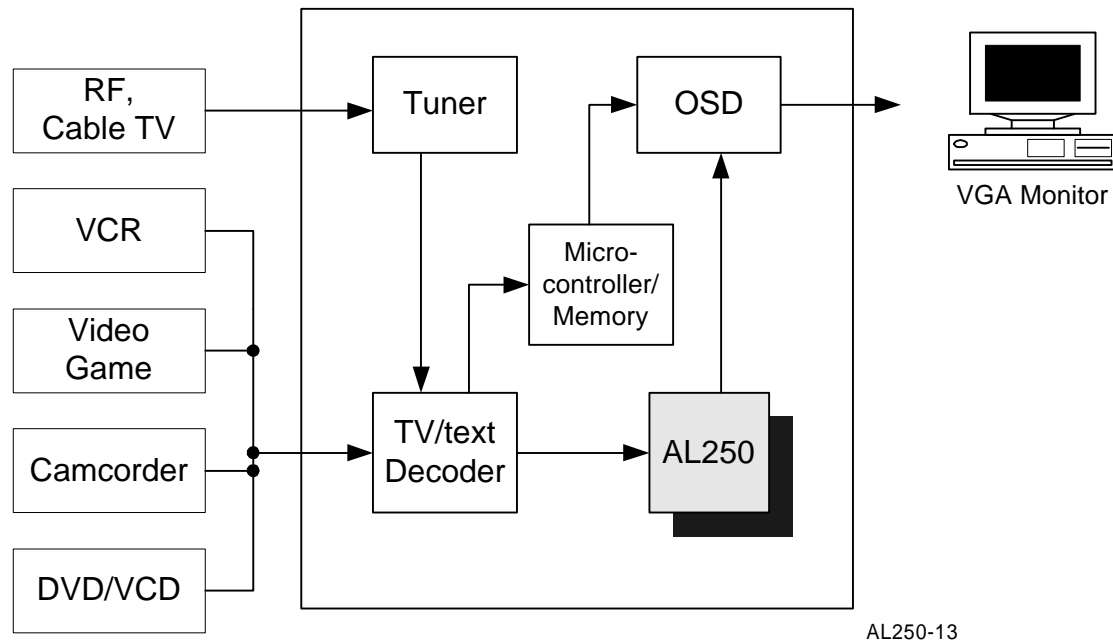 RF,
Cable TV
VCR
Video
Game
Camcorder
DVD/VCD
Tuner
OSD
Micro-
controller/
Memory
TV/text
Decoder
AL250
VGA Monitor
AL250-13